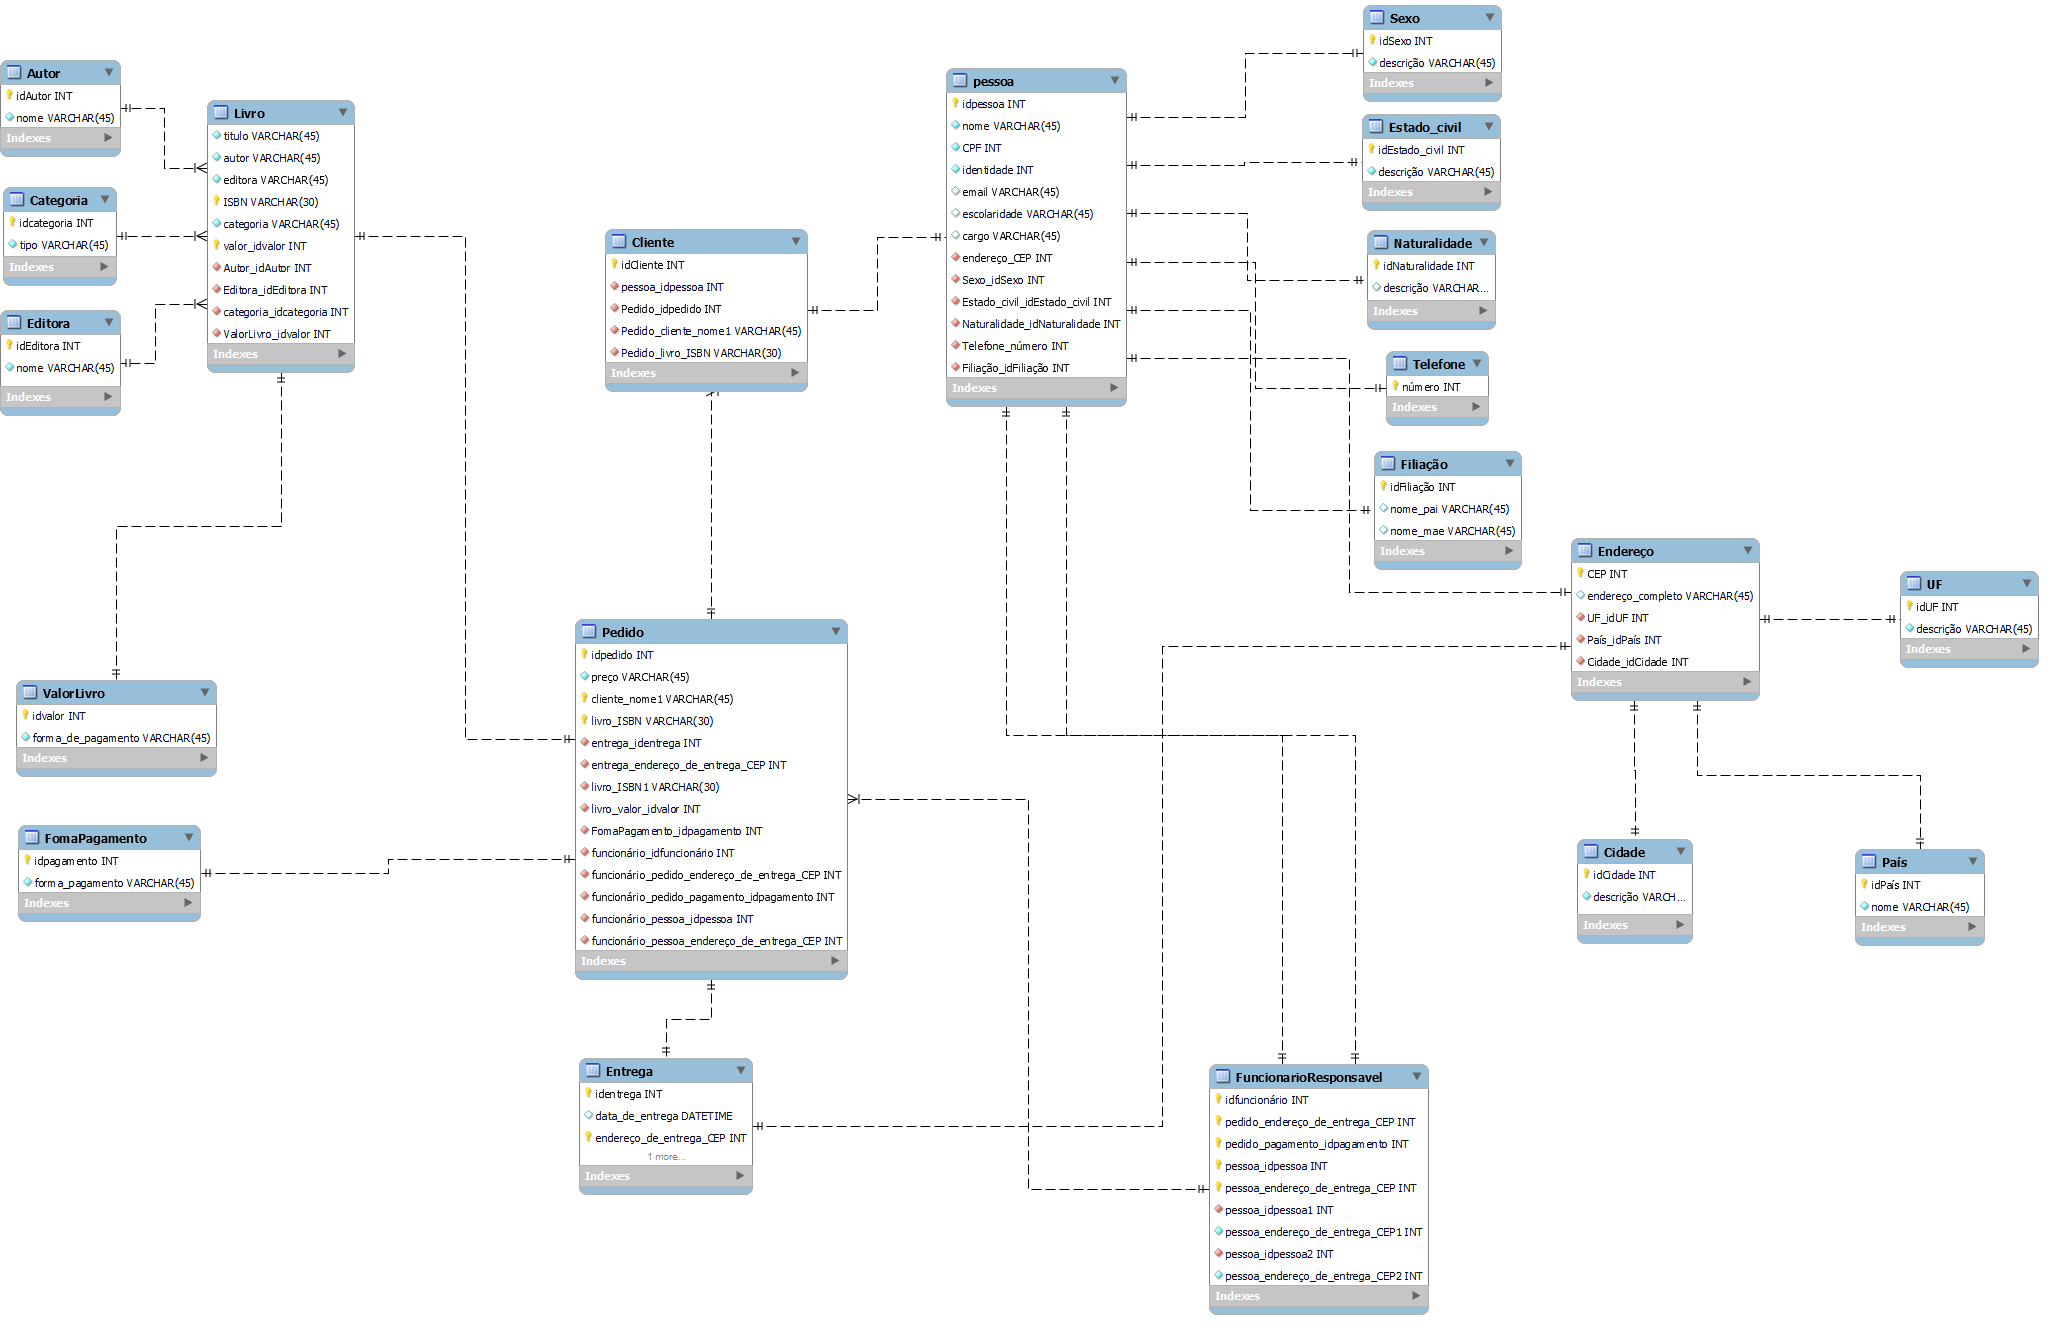 Autor
idAutor INT
nome VARCHAR(45)
Indexes
Categoria
idcategoria INT
tipo VARCHAR(45)
Indexes
Editora
idEditora INT
nome VARCHAR(45)
Indexes
Livro
titulo VARCHAR(45)
autor VARCHAR(45)
editora VARCHAR(45)
ISBN VARCHAR(30)
categoria VARCHAR(45)
valor_idvalor INT
Autor_idAutor INT
Editora_idEditora INT
categoria_idcategoria INT
ValorLivro_idvalor INT
Indexes
ValorLivro
idvalor INT
forma_de_pagamento VARCHAR(45)
Indexes
FomaPagamento
idpagamento INT
forma_pagamento VARCHAR(45)
Indexes
Cliente
idCliente INT
pessoa_idpessoa INT
Pedido_idpedido INT
Pedido_cliente_nome1 VARCHAR(45)
Pedido_livro_ISBN VARCHAR(30)
Indexes
Pedido
idpedido INT
preço VARCHAR(45)
cliente_nome1 VARCHAR(45)
livro_ISBN VARCHAR(30)
entrega_identrega INT
entrega_endereço_de_entrega_CEP INT
livro_ISBN1 VARCHAR(30)
livro_valor_idvalor INT
FomaPagamento_idpagamento INT
funcionário_idfuncionário INT
funcionário_pedido_endereço_de_entrega_CEP INT
funcionário_pedido_pagamento_idpagamento INT
funcionário_pessoa_idpessoa INT
funcionário_pessoa_endereço_de_entrega_CEP INT
Indexes
Entrega
identrega INT
data_de_entrega DATETIME
endereço_de_entrega_CEP INT
1 more...
Indexes
pessoa
idpessoa INT
nome VARCHAR(45)
CPF INT
identidade INT
email VARCHAR(45)
escolaridade VARCHAR(45)
cargo VARCHAR(45)
endereço_CEP INT
Sexo_idSexo INT
Estado_civil_idEstado_civil INT
Naturalidade_idNaturalidade INT
Telefone_número INT
Filiação_idFiliação INT
Indexes
Sexo
idSexo INT
descrição VARCHAR(45)
Indexes
Estado_civil
idEstado_civil INT
descrição VARCHAR(45)
Indexes
Naturalidade
idNaturalidade INT
descrição VARCHAR...
Indexes
Telefone
número INT
Indexes
Filiação
idFiliação INT
nome_pai VARCHAR(45)
nome_mae VARCHAR(45)
Indexes
Endereço
CEP INT
endereço_completo VARCHAR(45)
UF_idUF INT
País_idPaís INT
Cidade_idCidade INT
Indexes
UF
idUF INT
descrição VARCHAR(45)
Indexes
Cidade
idCidade INT
descrição VARCH...
Indexes
País
idPaís INT
nome VARCHAR(45)
Indexes
FuncionarioResponsavel
idfuncionário INT
pedido_endereço_de_entrega_CEP INT
pedido_pagamento_idpagamento INT
pessoa_idpessoa INT
pessoa_endereço_de_entrega_CEP INT
pessoa_idpessoa1 INT
pessoa_endereço_de_entrega_CEP1 INT
pessoa_idpessoa2 INT
pessoa_endereço_de_entrega_CEP2 INT
Indexes